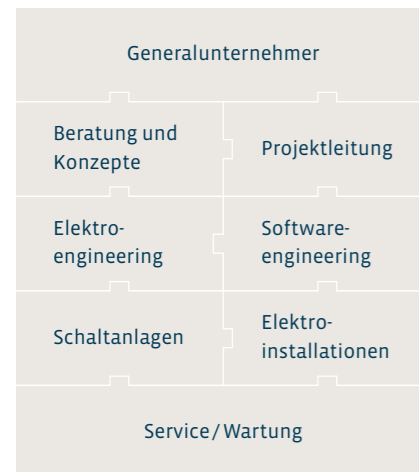 Generalunternehmer
Beratung und
Konzepte
Projektleitung
Elektro-
engineering
Software-
engineering
Schaltanlagen
Elektro-
installationen
Service/Wartung